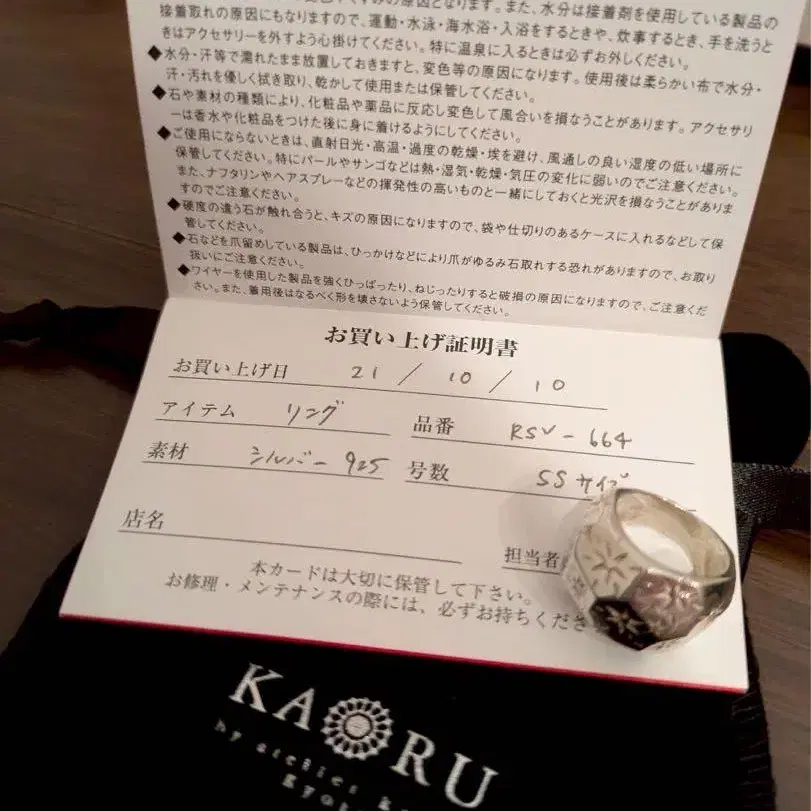 接着取れの原因にもなりますので、運動・水泳・海水浴・入浴をするときや、炊事するとき、手を洗うと
きはアクセサリーを外すよう心掛けてください。特に温泉に入るときは必ずお外しください。
◆水分・汗等で濡れたまま放置しておきますと、変色等の原因になります。使用後は柔らかい布で水分・
汗・汚れを優しく拭き取り、乾かして使用または保管してください。
◆石や素材の種類により、化粧品や薬品に反応し変色して風合いを損なうことがあります。アクセサリ
ーは香水や化粧品をつけた後に身に着けるようにしてください。
◆ご使用にならないときは、直射日光・高温・過度の乾燥・埃を避け、風通しの良い湿度の低い場所に
保管してください。特にパールやサンゴなどは熱・湿気・乾燥・気圧の変化に弱いのでご注意ください。
また、ナフタリンやヘアスプレーなどの揮発性の高いものと一緒にしておくと光沢を損なうことがありま
すのでご注意ください。
◆硬度の違う石が触れ合うと、キズの原因になりますので、袋や仕切りのあるケースに入れるなどして保
管してください。
◆石などを爪留めしている製品は、ひっかけなどにより爪がゆるみ石取れする恐れがありますので、お取り
扱いにご注意ください。
◆ワイヤーを使用した製品を強くひっぱったり、ねじったりすると破損の原因になりますので、ご注意くだ
さい。また、着用後はなるべく形を壊さないよう保管してください。
お買い上げ証明書
お買い上げ日 21 / 10 / 10
アイテム リング 品番 RSV-664
素材 シルバー925 号数 SSサイズ
店名 担当者
本カードは大切に保管して下さい。
お修理・メンテナンスの際には、必ずお持ちくださ
KAORU
by atelier
Kyoto